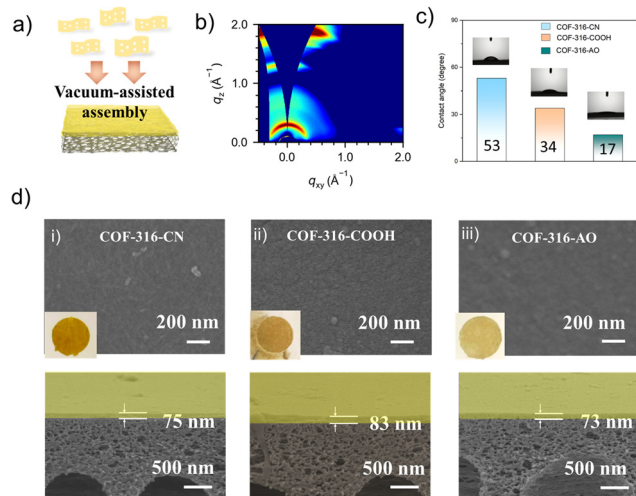 a)
Vacuum-assisted
assembly
b)
q_z (Å⁻¹)
2.0
1.0
0.0
0.0
2.0
q_xy (Å⁻¹)
c)
COF-316-CN
COF-316-COOH
COF-316-AO
Contact angle (degree)
90
60
30
0
53
34
17
d)
i)
COF-316-CN
200 nm
ii)
COF-316-COOH
200 nm
iii)
COF-316-AO
200 nm
75 nm
500 nm
83 nm
500 nm
73 nm
500 nm